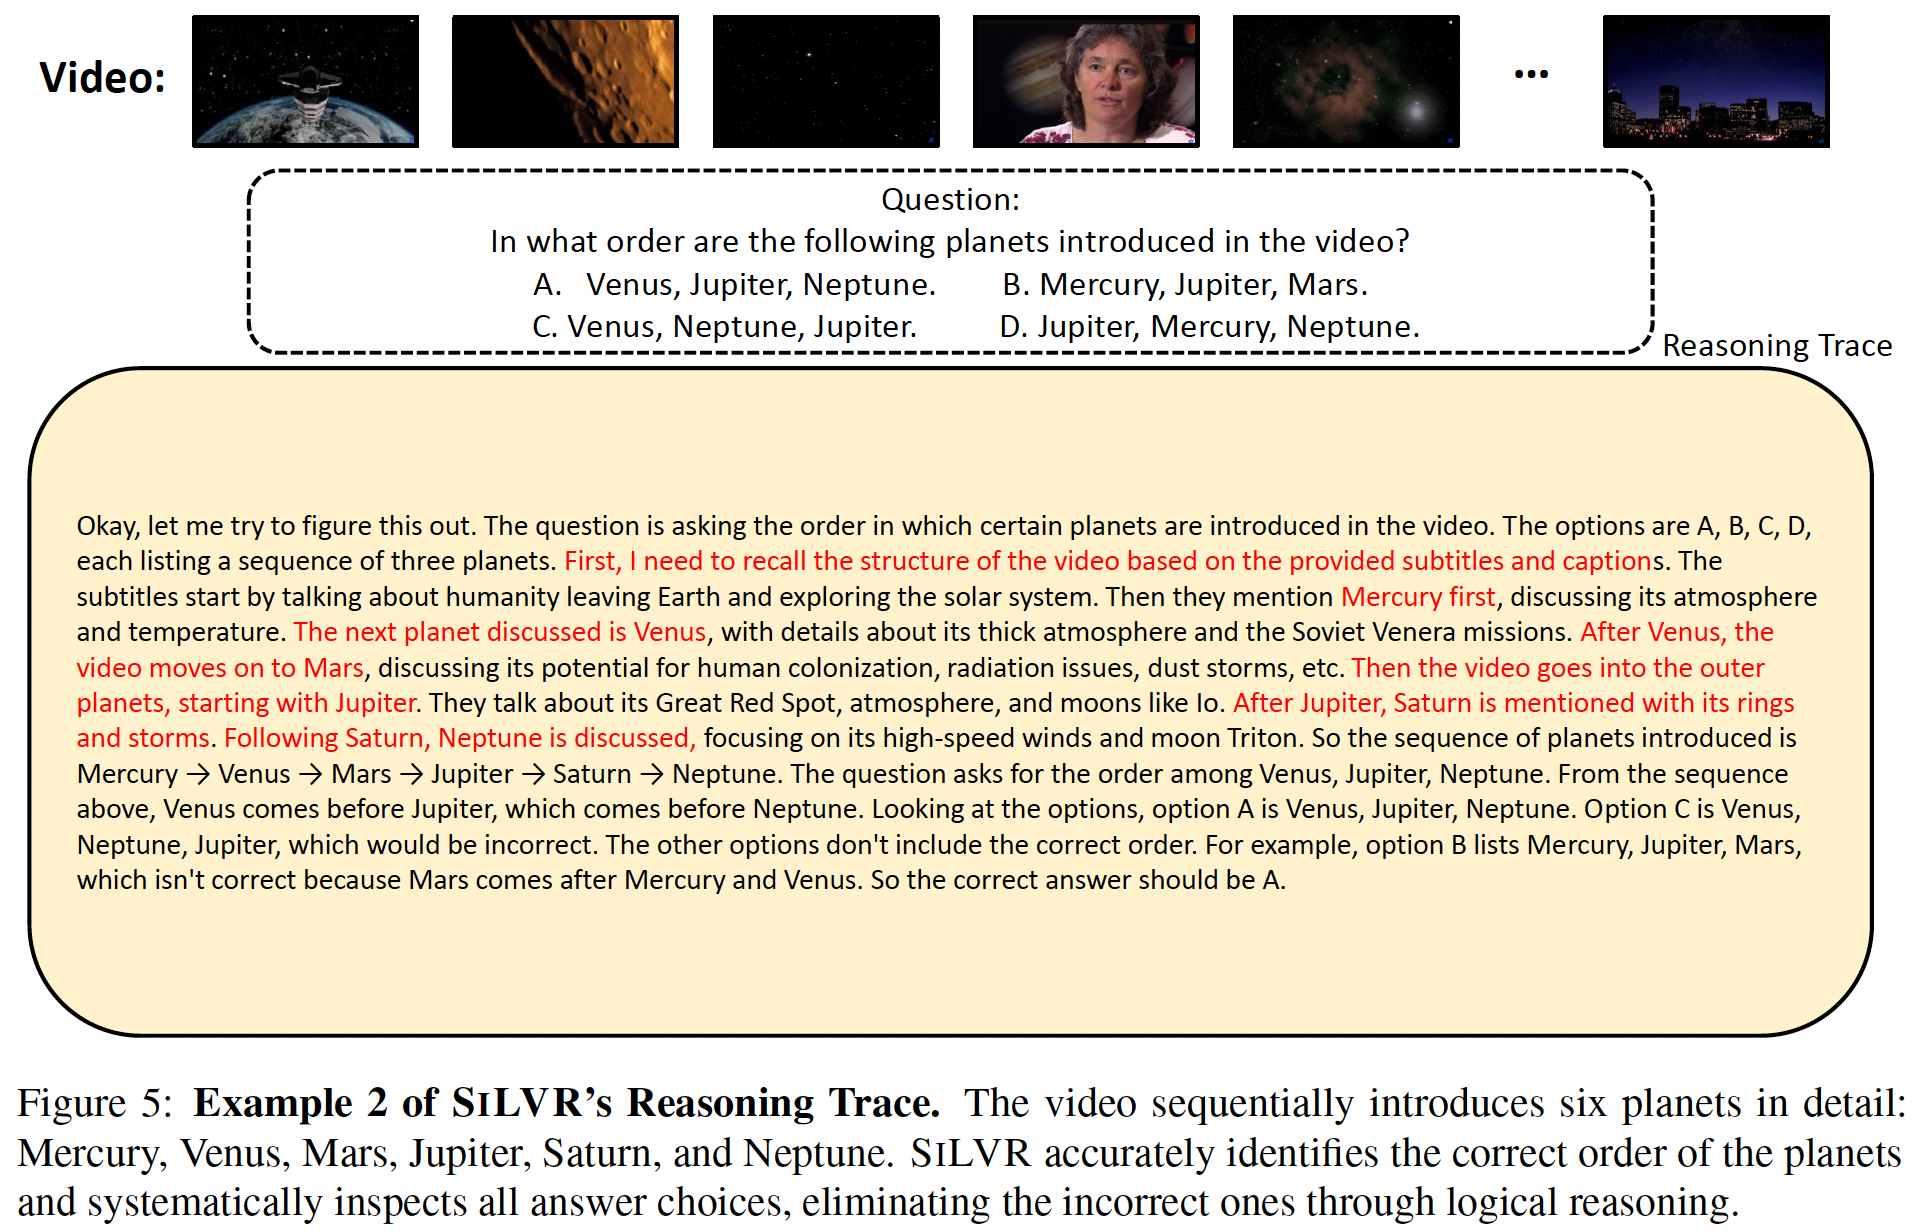 Video:
...
Question:
In what order are the following planets introduced in the video?
A. Venus, Jupiter, Neptune. B. Mercury, Jupiter, Mars.
C. Venus, Neptune, Jupiter. D. Jupiter, Mercury, Neptune.
Reasoning Trace
Okay, let me try to figure this out. The question is asking the order in which certain planets are introduced in the video. The options are A, B, C, D,
each listing a sequence of three planets. First, I need to recall the structure of the video based on the provided subtitles and captions. The
subtitles start by talking about humanity leaving Earth and exploring the solar system. Then they mention Mercury first, discussing its atmosphere
and temperature. The next planet discussed is Venus, with details about its thick atmosphere and the Soviet Venera missions. After Venus, the
video moves on to Mars, discussing its potential for human colonization, radiation issues, dust storms, etc. Then the video goes into the outer
planets, starting with Jupiter. They talk about its Great Red Spot, atmosphere, and moons like Io. After Jupiter, Saturn is mentioned with its rings
and storms. Following Saturn, Neptune is discussed, focusing on its high-speed winds and moon Triton. So the sequence of planets introduced is
Mercury → Venus → Mars → Jupiter → Saturn → Neptune. The question asks for the order among Venus, Jupiter, Neptune. From the sequence
above, Venus comes before Jupiter, which comes before Neptune. Looking at the options, option A is Venus, Jupiter, Neptune. Option C is Venus,
Neptune, Jupiter, which would be incorrect. The other options don't include the correct order. For example, option B lists Mercury, Jupiter, Mars,
which isn't correct because Mars comes after Mercury and Venus. So the correct answer should be A.
Figure 5: Example 2 of SILVR's Reasoning Trace. The video sequentially introduces six planets in detail:
Mercury, Venus, Mars, Jupiter, Saturn, and Neptune. SILVR accurately identifies the correct order of the planets
and systematically inspects all answer choices, eliminating the incorrect ones through logical reasoning.